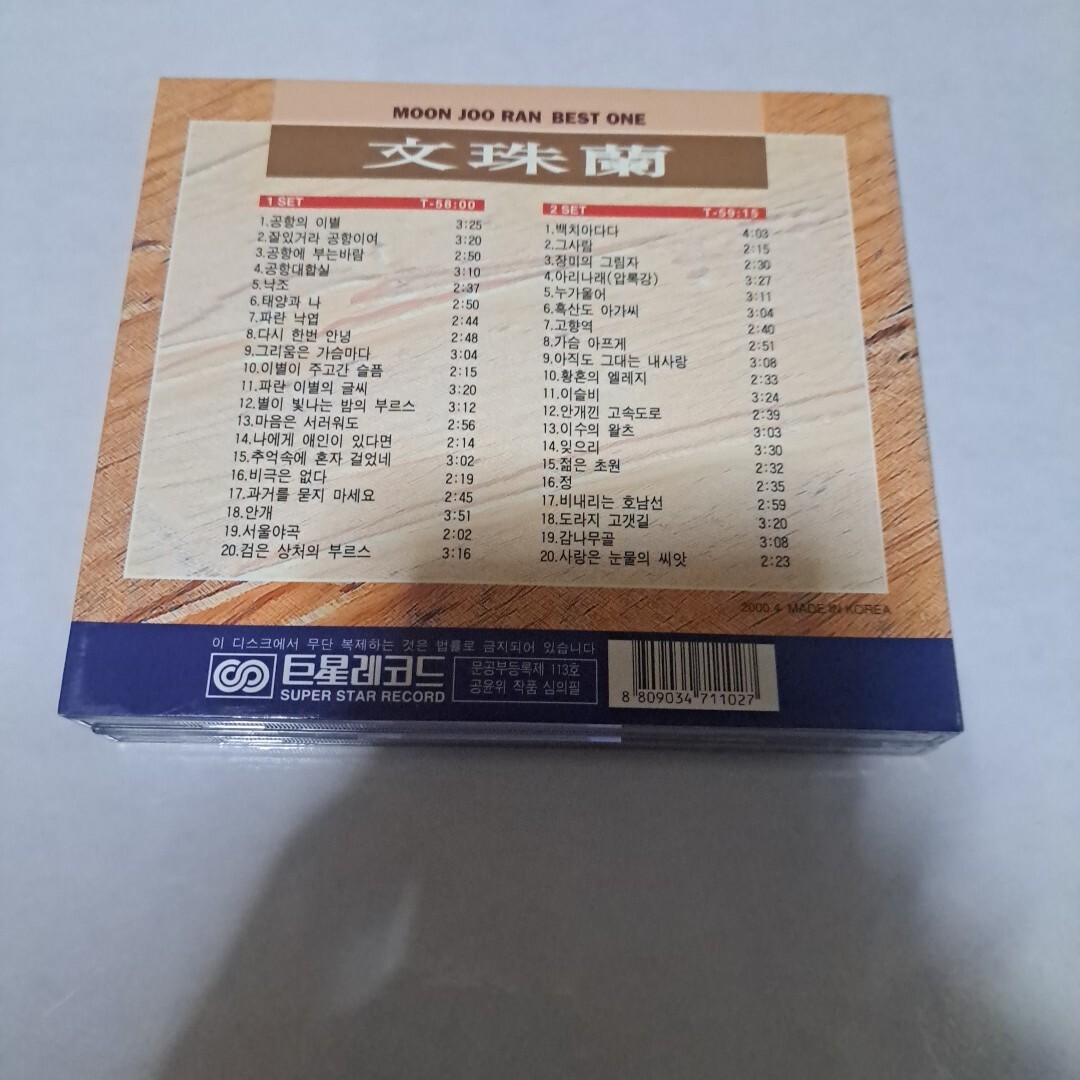 MOON JOO RAN BEST ONE
文珠蘭
1 SET T-58:00
1.공항의 이별 3:25
2.잘있거라 공항이여 3:20
3.공항에 부는바람 2:50
4.공항대합실 3:10
5.낙조 2:37
6.태양과 나 2:50
7.파란 낙엽 2:44
8.다시 한번 안녕 2:48
9.그리움은 가슴마다 3:04
10.이별이 주고간 슬픔 2:15
11.파란 이별의 글씨 3:20
12.별이 빛나는 밤의 부르스 3:12
13.마음은 서러워도 2:56
14.나에게 애인이 있다면 2:14
15.추억속에 혼자 걸었네 3:02
16.비극은 없다 2:19
17.과거를 묻지 마세요 2:45
18.안개 3:51
19.서울야곡 2:02
20.검은 상처의 부르스 3:16
2 SET T-59:15
1.백치아다다 4:03
2.그사람 2:15
3.장미의 그림자 2:30
4.아리나래(압록강) 3:27
5.누가울어 3:11
6.흑산도 아가씨 3:04
7.고향역 2:40
8.가슴 아프게 2:51
9.아직도 그대는 내사랑 3:08
10.황혼의 엘레지 2:33
11.이슬비 3:24
12.안개낀 고속도로 2:39
13.이수의 왈츠 3:03
14.잊으리 3:30
15.젊은 초원 2:32
16.정 2:35
17.비내리는 호남선 2:59
18.도라지 고갯길 3:20
19.감나무골 3:08
20.사랑은 눈물의 씨앗 2:23
2000.4 MADE IN KOREA
이 디스크에서 무단 복제하는 것은 법률로 금지되어 있습니다
巨星레코드
SUPER STAR RECORD
문공부등록제 113호
공윤위 작품 심의필
8 809034 711027